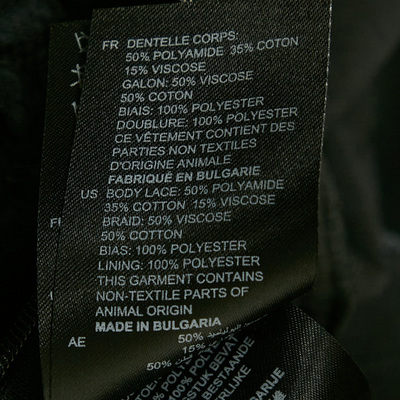 FR DENTELLE CORPS:
50% POLYAMIDE 35% COTON
15% VISCOSE
GALON: 50% VISCOSE
50% COTON
BIAIS: 100% POLYESTER
DOUBLURE: 100% POLYESTER
CE VÊTEMENT CONTIENT DES
PARTIES NON TEXTILES
D'ORIGINE ANIMALE
FABRIQUÉ EN BULGARIE
US BODY LACE: 50% POLYAMIDE
35% COTTON 15% VISCOSE
BRAID: 50% VISCOSE
50% COTTON
BIAS: 100% POLYESTER
LINING: 100% POLYESTER
THIS GARMENT CONTAINS
NON-TEXTILE PARTS OF
ANIMAL ORIGIN
MADE IN BULGARIA
AE 50%
15%
50%